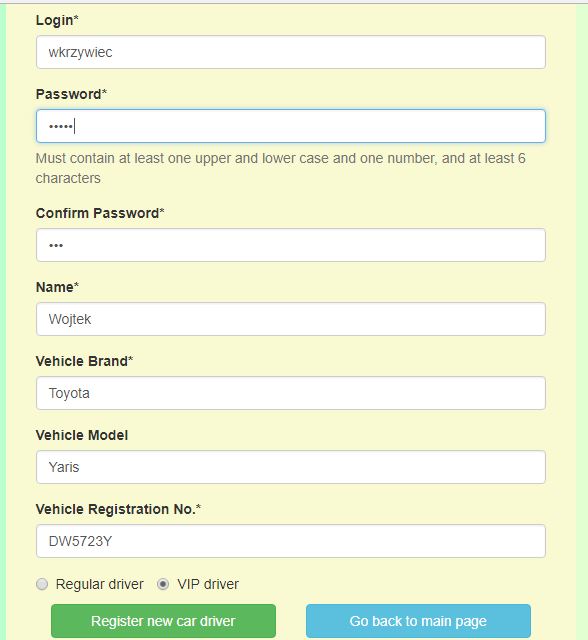 Login*
wkrzywiec
Password*
•••••
Must contain at least one upper and lower case and one number, and at least 6
characters
Confirm Password*
•••
Name*
Wojtek
Vehicle Brand*
Toyota
Vehicle Model
Yaris
Vehicle Registration No.*
DW5723Y
Regular driver VIP driver
Register new car driver Go back to main page